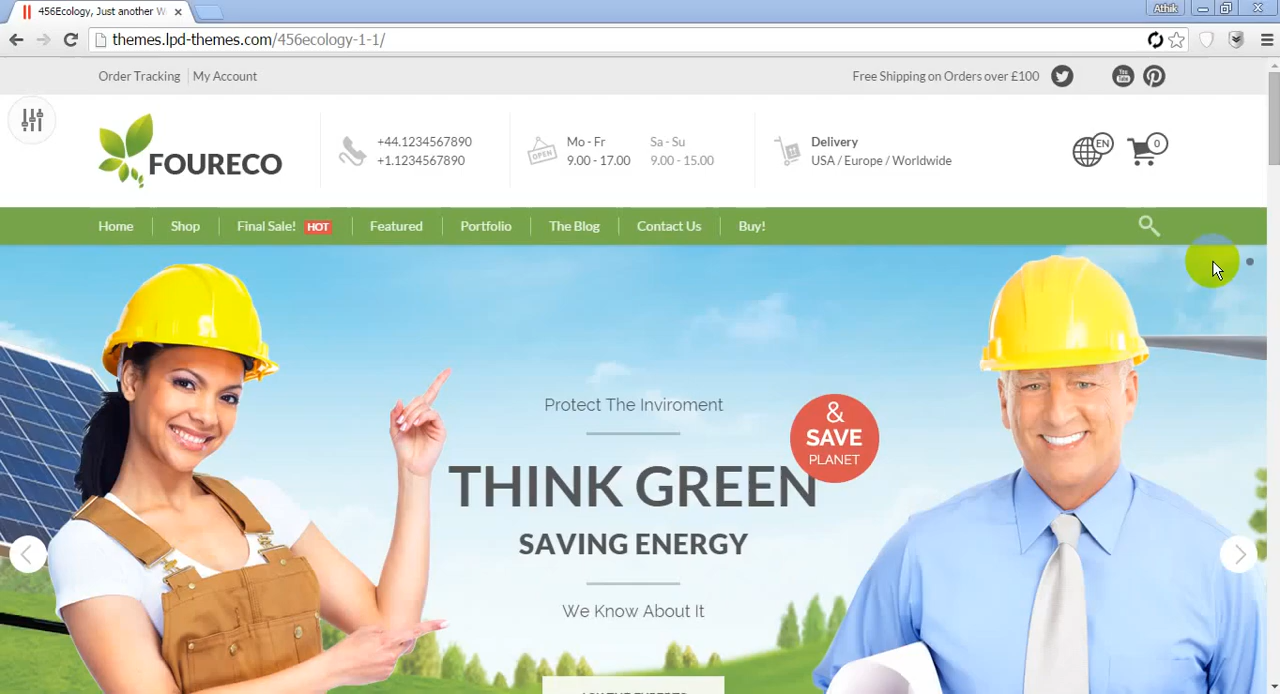 456Ecology, Just another W
Athik
themes.lpd-themes.com/456ecology-1-1/
Order Tracking My Account
Free Shipping on Orders over £100
You Tube
FOURECO
+44.1234567890
+1.1234567890
OPEN
Mo - Fr
9.00 - 17.00
Sa - Su
9.00 - 15.00
Delivery
USA / Europe / Worldwide
EN
0
Home Shop Final Sale! HOT Featured Portfolio The Blog Contact Us Buy!
Protect The Inviroment
THINK GREEN
& SAVE PLANET
SAVING ENERGY
We Know About It